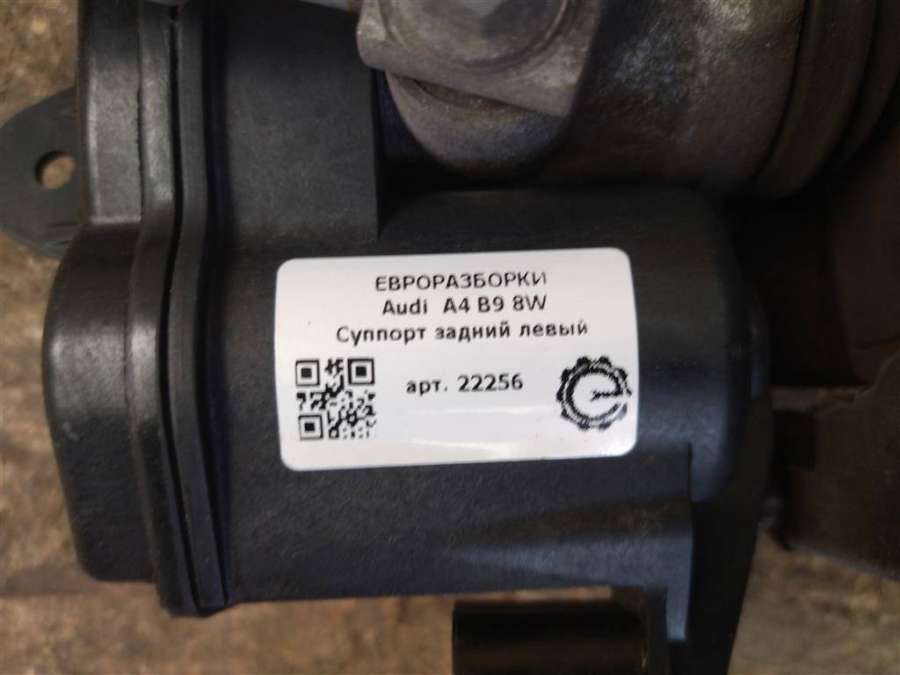 ЕВРОРАЗБОРКИ
Audi A4 B9 8W
Суппорт задний левый
арт. 22256